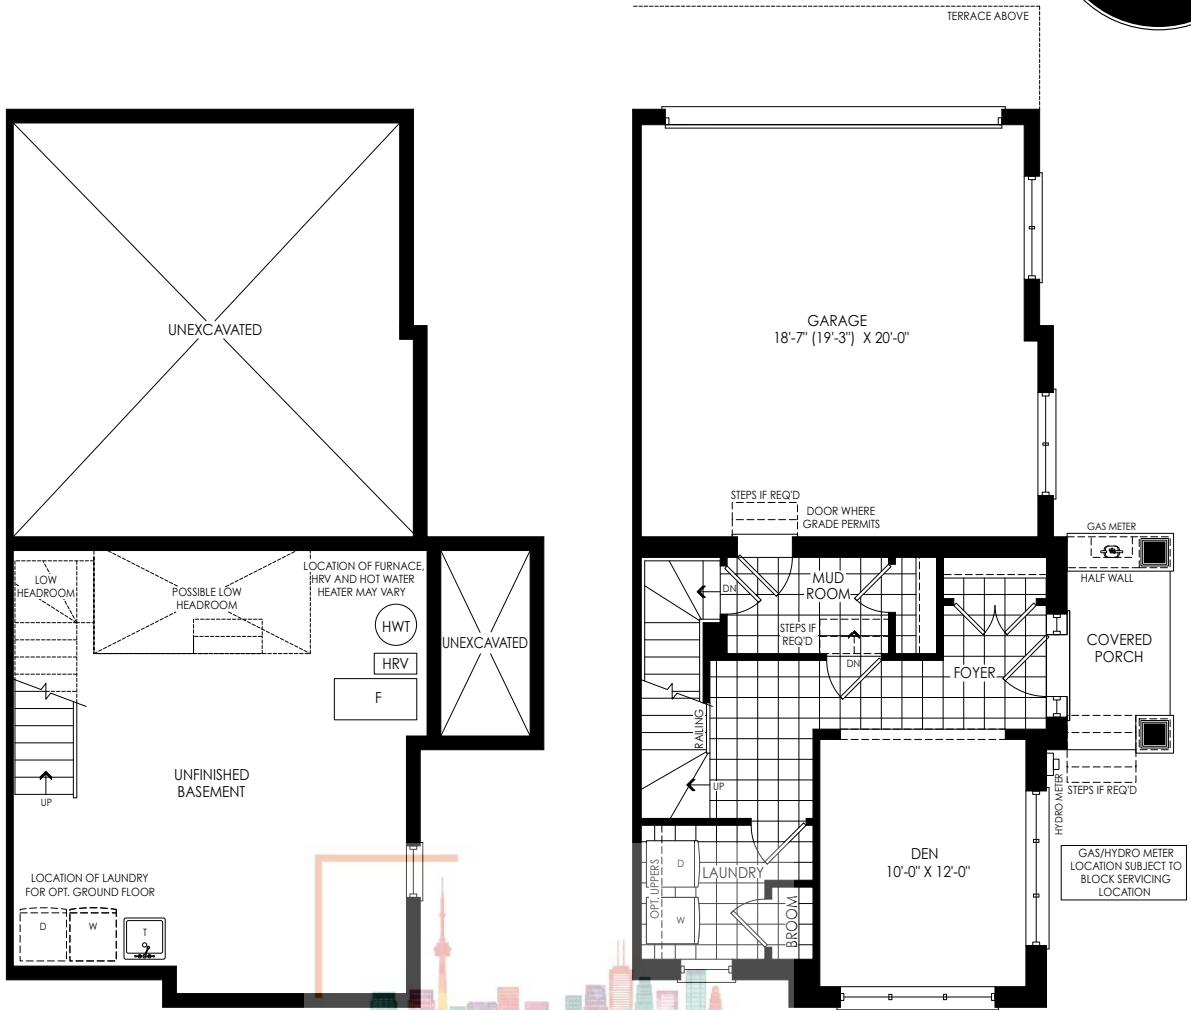 TERRACE ABOVE
UNEXCAVATED
LOW
HEADROOM
POSSIBLE LOW
HEADROOM
LOCATION OF FURNACE,
HRV AND HOT WATER
HEATER MAY VARY
HWT
HRV
F
UNEXCAVATED
UP
UNFINISHED
BASEMENT
LOCATION OF LAUNDRY
FOR OPT. GROUND FLOOR
D
W
T
GARAGE
18'-7" (19'-3") X 20'-0"
STEPS IF REQ'D
DOOR WHERE
GRADE PERMITS
GAS METER
HALF WALL
DN
MUD
ROOM
STEPS IF
REQ'D
DN
FOYER
COVERED
PORCH
RAILING
UP
STEPS IF REQ'D
HYDRO METER
DEN
10'-0" X 12'-0"
GAS/HYDRO METER
LOCATION SUBJECT TO
BLOCK SERVICING
LOCATION
OPT. UPPERS
D
LAUNDRY
W
BROOM